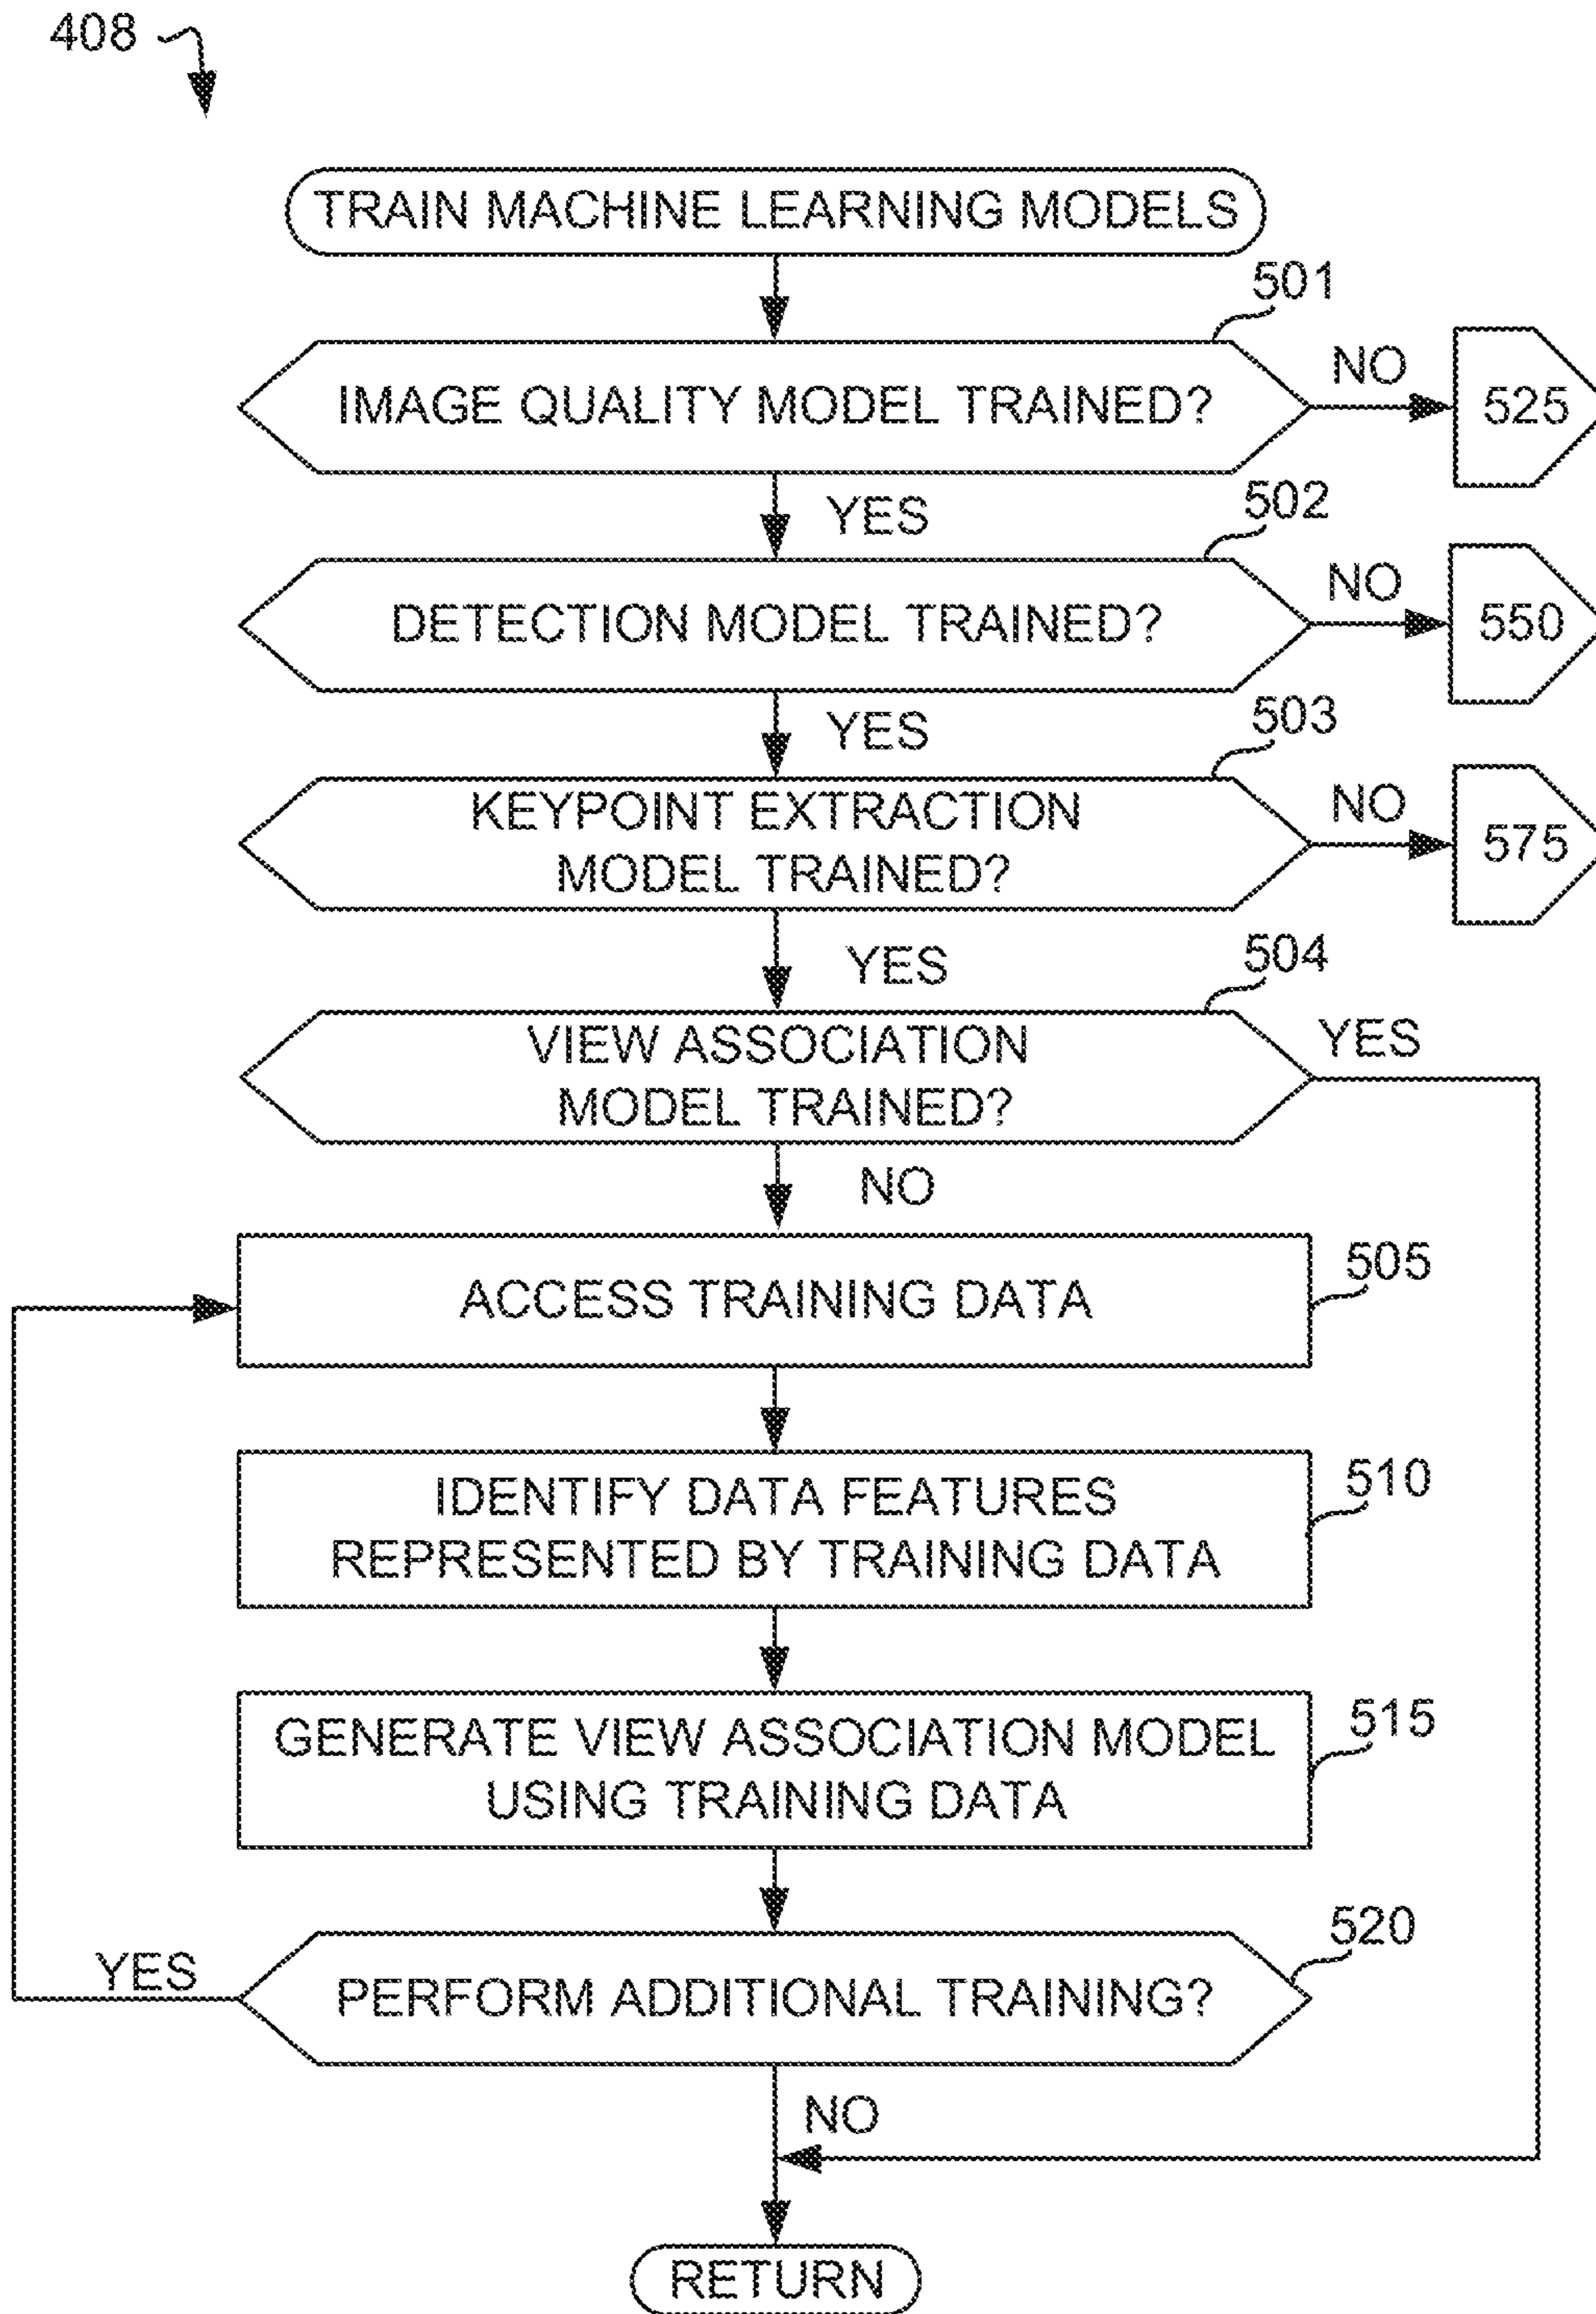 408
TRAIN MACHINE LEARNING MODELS
501
IMAGE QUALITY MODEL TRAINED?
NO
525
YES
502
DETECTION MODEL TRAINED?
NO
550
YES
503
KEYPOINT EXTRACTION
MODEL TRAINED?
NO
575
YES
504
VIEW ASSOCIATION
MODEL TRAINED?
YES
NO
ACCESS TRAINING DATA
505
IDENTIFY DATA FEATURES
REPRESENTED BY TRAINING DATA
510
GENERATE VIEW ASSOCIATION MODEL
USING TRAINING DATA
515
520
YES
PERFORM ADDITIONAL TRAINING?
NO
RETURN